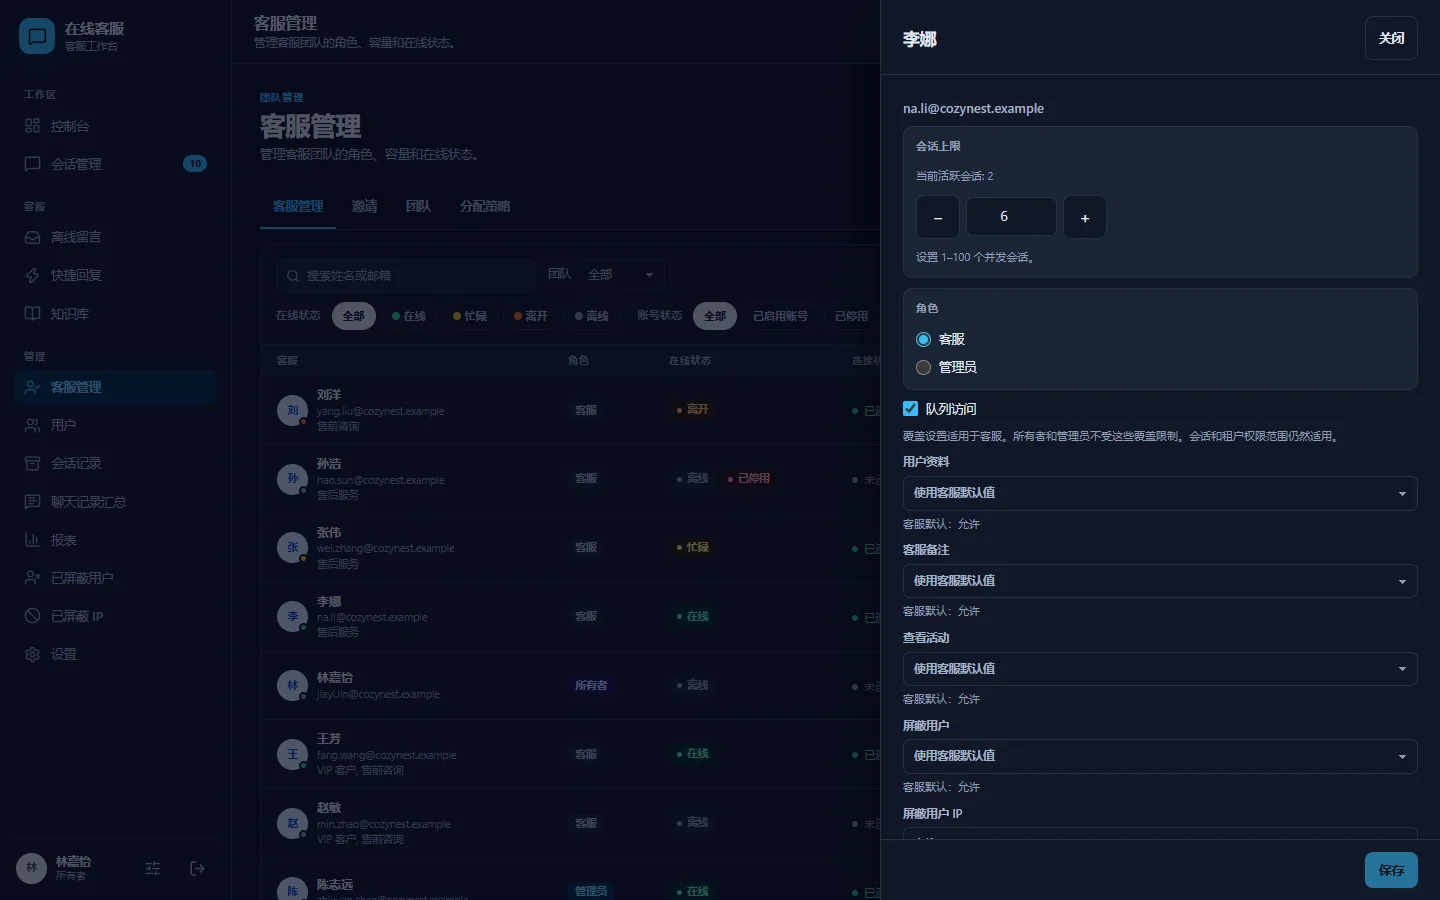 在线客服
客服工作台
工作区
控制台
会话管理
10
客服
离线留言
快捷回复
知识库
管理
客服管理
用户
会话记录
聊天记录汇总
报表
已屏蔽用户
已屏蔽 IP
设置
林
林嘉怡
所有者
客服管理
管理客服团队的角色、容量和在线状态。
团队管理
客服管理
管理客服团队的角色、容量和在线状态。
客服管理 邀请 团队 分配策略
搜索姓名或邮箱 团队 全部
在线状态 全部 在线 忙碌 离开 离线 账号状态 全部 已启用账号 已停用
客服 角色 在线状态 连接
刘
刘洋
yang.liu@cozynest.example
售前咨询
客服 离开
孙
孙浩
hao.sun@cozynest.example
售后服务
客服 离线 已停用
张
张伟
wei.zhang@cozynest.example
售后服务
客服 忙碌
李
李娜
na.li@cozynest.example
售后服务
客服 在线
林
林嘉怡
jiayi.lin@cozynest.example
所有者 离线
王
王芳
fang.wang@cozynest.example
VIP 客户, 售前咨询
客服 在线
赵
赵敏
min.zhao@cozynest.example
VIP 客户, 售前咨询
客服 离线
陈
陈志远
管理员 在线
李娜
关闭
na.li@cozynest.example
会话上限
当前活跃会话: 2
− 6 +
设置 1–100 个并发会话。
角色
客服
管理员
队列访问
覆盖设置适用于客服。所有者和管理员不受这些覆盖限制。会话和租户权限范围仍然适用。
用户资料
使用客服默认值
客服默认：允许
客服备注
使用客服默认值
客服默认：允许
查看活动
使用客服默认值
客服默认：允许
屏蔽用户
使用客服默认值
客服默认：允许
屏蔽用户 IP
保存